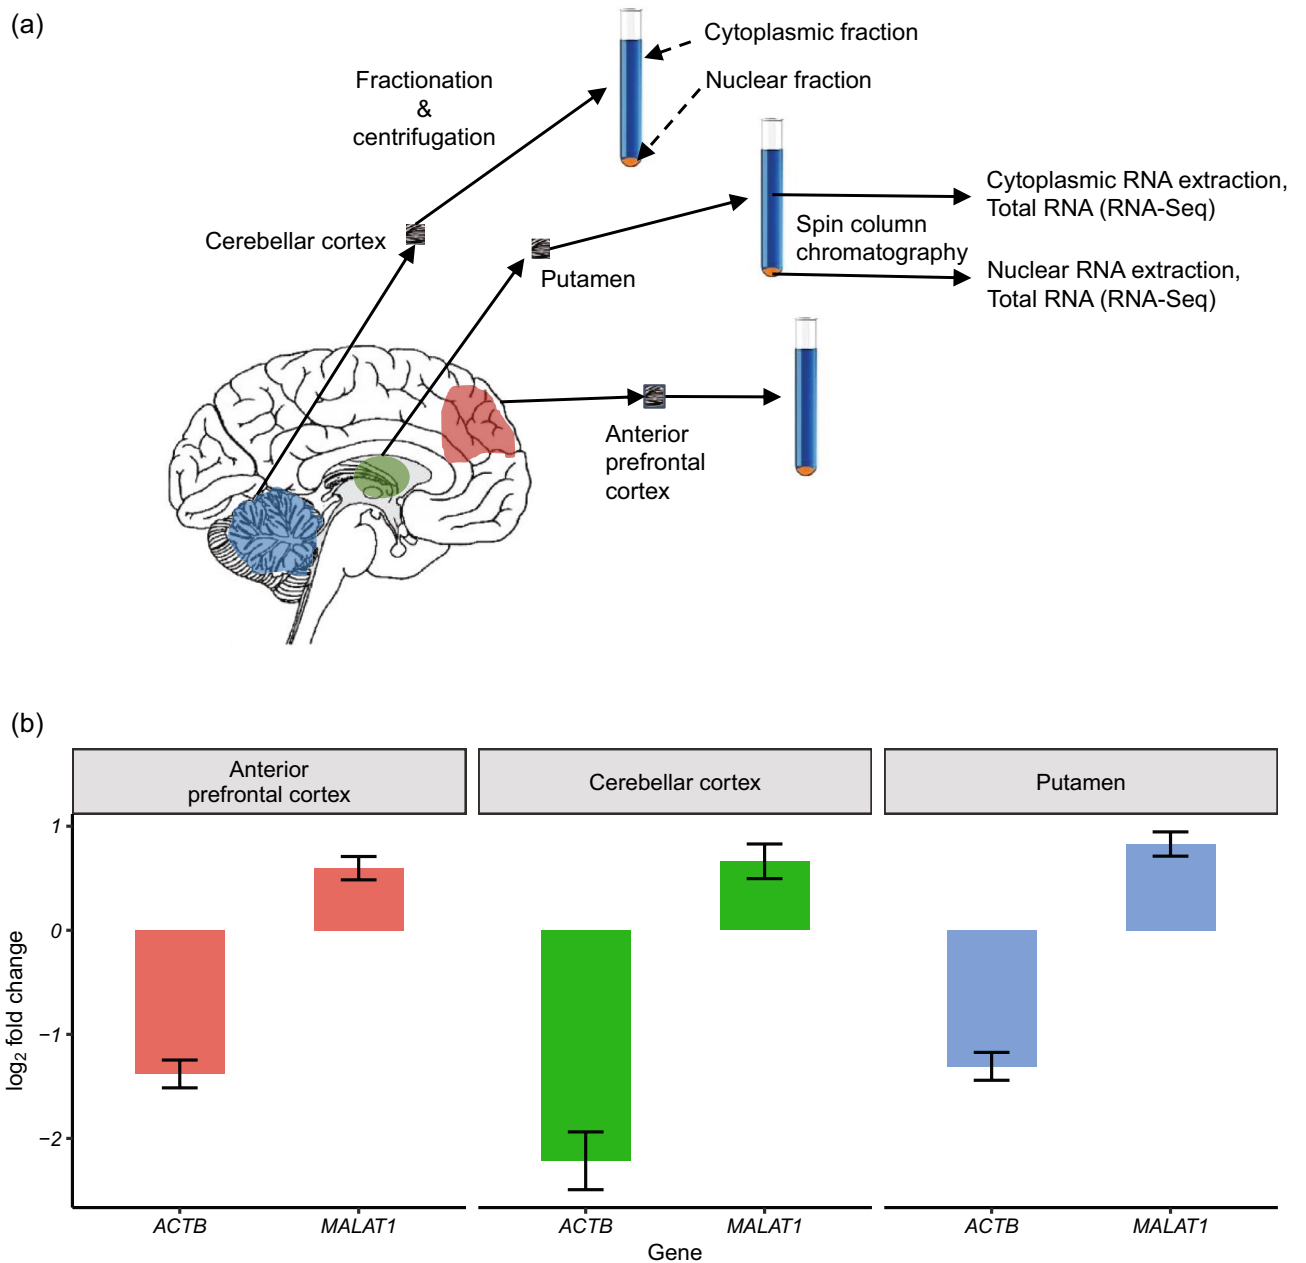 (a)
Cytoplasmic fraction
Nuclear fraction
Fractionation
&
centrifugation
Cytoplasmic RNA extraction,
Total RNA (RNA-Seq)
Spin column
chromatography
Nuclear RNA extraction,
Total RNA (RNA-Seq)
Cerebellar cortex
Putamen
Anterior
prefrontal
cortex
(b)
Anterior
prefrontal cortex
Cerebellar cortex
Putamen
log₂ fold change
1
0
−1
−2
ACTB
MALAT1
ACTB
MALAT1
ACTB
MALAT1
Gene